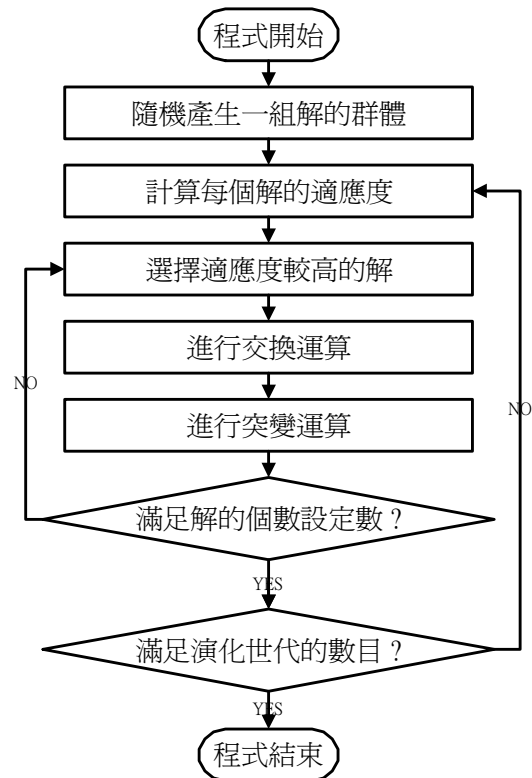 程式開始
隨機產生一組解的群體
計算每個解的適應度
選擇適應度較高的解
進行交換運算
NO
NO
進行突變運算
滿足解的個數設定數？
YES
滿足演化世代的數目？
YES
程式結束